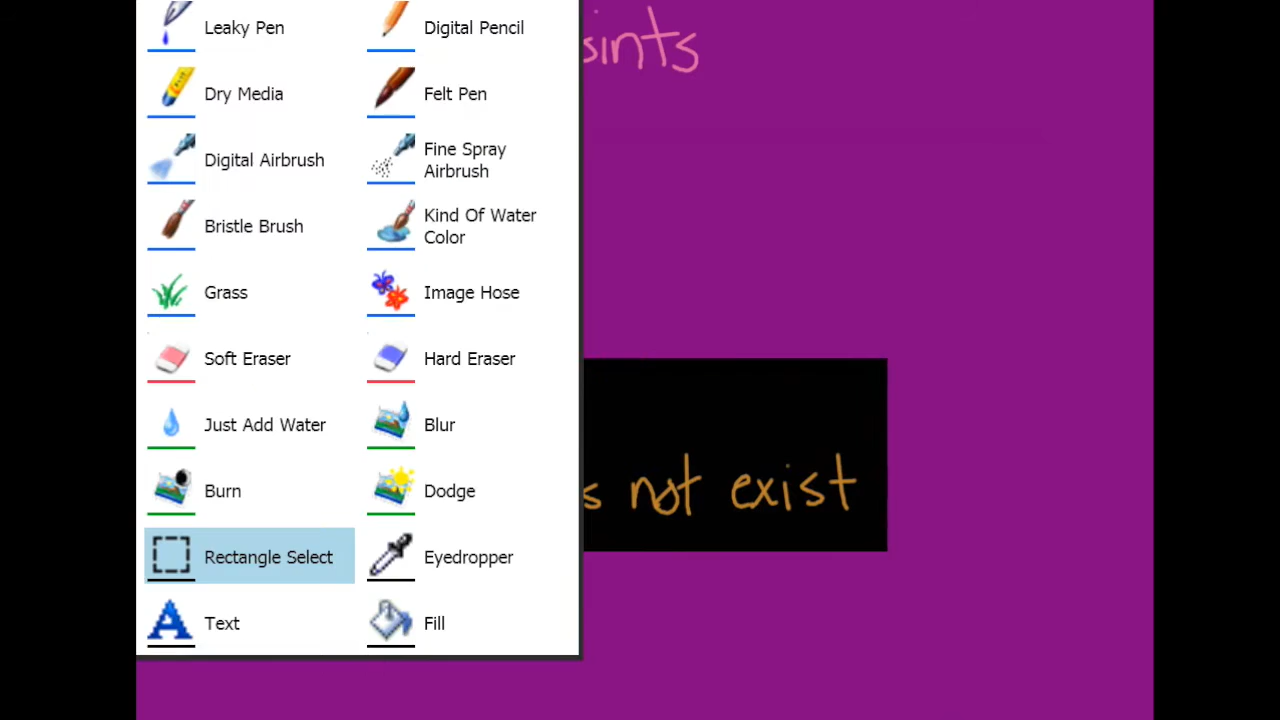 Leaky Pen
Digital Pencil
Dry Media
Felt Pen
Digital Airbrush
Fine Spray
Airbrush
Bristle Brush
Kind Of Water
Color
Grass
Image Hose
Soft Eraser
Hard Eraser
Just Add Water
Blur
Burn
Dodge
Rectangle Select
Eyedropper
Text
Fill
not exist